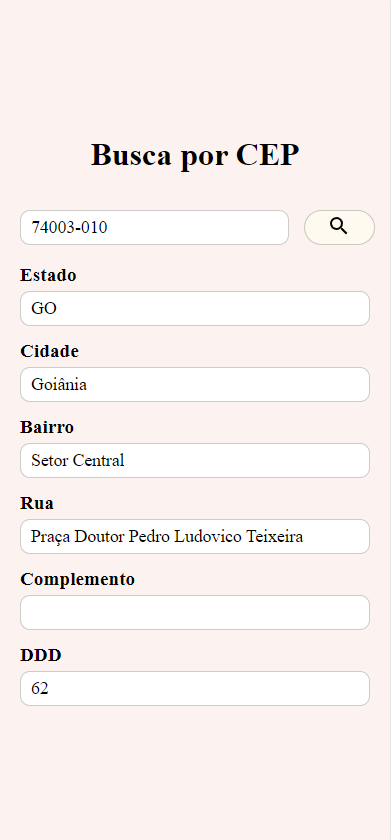 Busca por CEP
74003-010
Estado
GO
Cidade
Goiânia
Bairro
Setor Central
Rua
Praça Doutor Pedro Ludovico Teixeira
Complemento
DDD
62